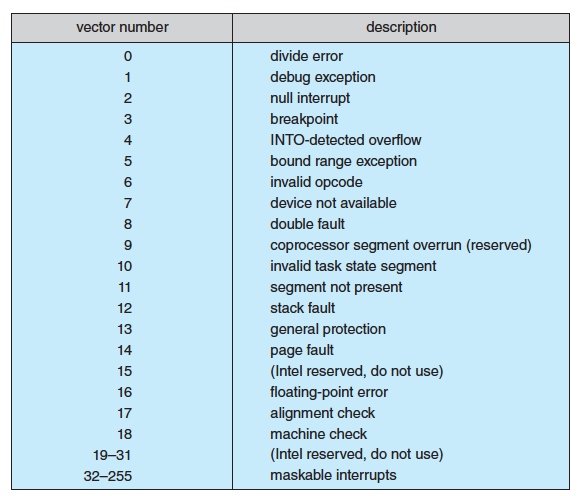 vector number description
0 divide error
1 debug exception
2 null interrupt
3 breakpoint
4 INTO-detected overflow
5 bound range exception
6 invalid opcode
7 device not available
8 double fault
9 coprocessor segment overrun (reserved)
10 invalid task state segment
11 segment not present
12 stack fault
13 general protection
14 page fault
15 (Intel reserved, do not use)
16 floating-point error
17 alignment check
18 machine check
19–31 (Intel reserved, do not use)
32–255 maskable interrupts